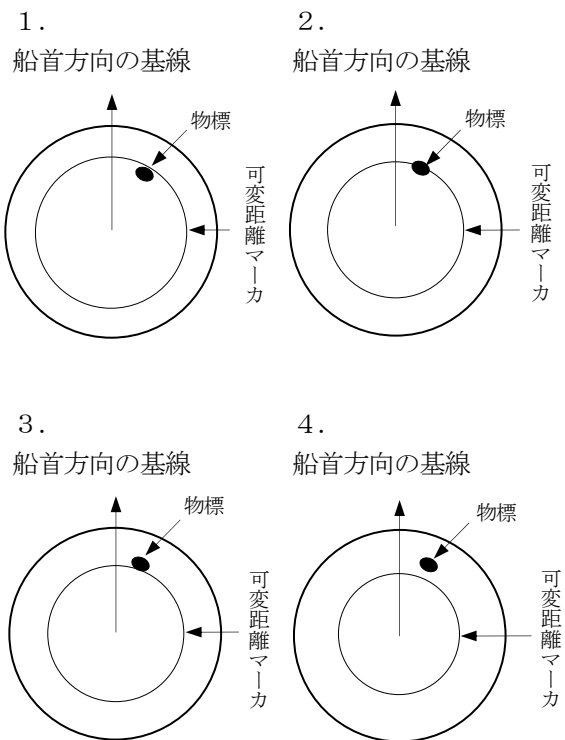 １．
船首方向の基線
物標
可変距離マーカ
２．
船首方向の基線
物標
可変距離マーカ
３．
船首方向の基線
物標
可変距離マーカ
４．
船首方向の基線
物標
可変距離マーカ